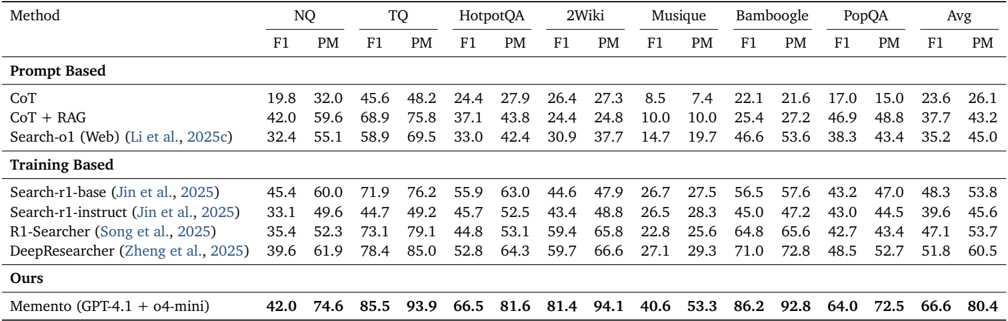 Method NQ TQ HotpotQA 2Wiki Musique Bamboogle PopQA Avg
F1 PM F1 PM F1 PM F1 PM F1 PM F1 PM F1 PM F1 PM
Prompt Based
CoT 19.8 32.0 45.6 48.2 24.4 27.9 26.4 27.3 8.5 7.4 22.1 21.6 17.0 15.0 23.6 26.1
CoT + RAG 42.0 59.6 68.9 75.8 37.1 43.8 24.4 24.8 10.0 10.0 25.4 27.2 46.9 48.8 37.7 43.2
Search-o1 (Web) (Li et al., 2025c) 32.4 55.1 58.9 69.5 33.0 42.4 30.9 37.7 14.7 19.7 46.6 53.6 38.3 43.4 35.2 45.0
Training Based
Search-r1-base (Jin et al., 2025) 45.4 60.0 71.9 76.2 55.9 63.0 44.6 47.9 26.7 27.5 56.5 57.6 43.2 47.0 48.3 53.8
Search-r1-instruct (Jin et al., 2025) 33.1 49.6 44.7 49.2 45.7 52.5 43.4 48.8 26.5 28.3 45.0 47.2 43.0 44.5 39.6 45.6
R1-Searcher (Song et al., 2025) 35.4 52.3 73.1 79.1 44.8 53.1 59.4 65.8 22.8 25.6 64.8 65.6 42.7 43.4 47.1 53.7
DeepResearcher (Zheng et al., 2025) 39.6 61.9 78.4 85.0 52.8 64.3 59.7 66.6 27.1 29.3 71.0 72.8 48.5 52.7 51.8 60.5
Ours
Memento (GPT-4.1 + o4-mini) 42.0 74.6 85.5 93.9 66.5 81.6 81.4 94.1 40.6 53.3 86.2 92.8 64.0 72.5 66.6 80.4